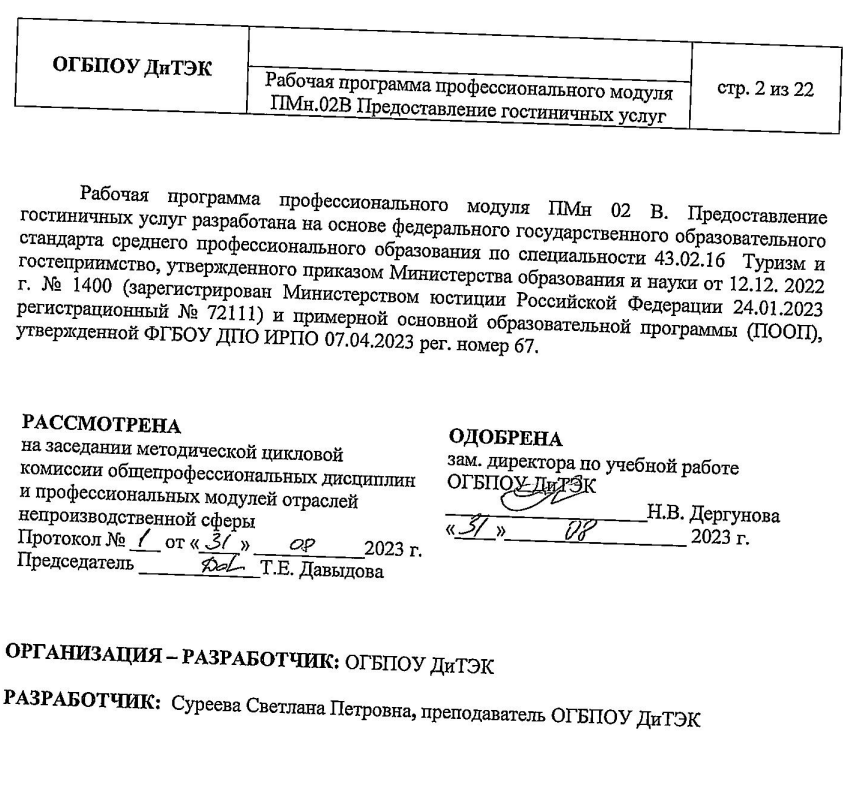 ОГБПОУ ДиТЭК
Рабочая программа профессионального модуля
ПМн.02В Предоставление гостиничных услуг
стр. 2 из 22
Рабочая программа профессионального модуля ПМн 02 В. Предоставление
гостиничных услуг разработана на основе федерального государственного образовательного
стандарта среднего профессионального образования по специальности 43.02.16 Туризм и
гостеприимство, утвержденного приказом Министерства образования и науки от 12.12. 2022
г. № 1400 (зарегистрирован Министерством юстиции Российской Федерации 24.01.2023
регистрационный № 72111) и примерной основной образовательной программы (ПООП),
утвержденной ФГБОУ ДПО ИРПО 07.04.2023 рег. номер 67.
РАССМОТРЕНА
на заседании методической цикловой
комиссии общепрофессиональных дисциплин
и профессиональных модулей отраслей
непроизводственной сферы
Протокол № 1 от «31» 08 2023 г.
Председатель Т.Е. Давыдова
ОДОБРЕНА
зам. директора по учебной работе
ОГБПОУ ДиТЭК
Н.В. Дергунова
«31» 08 2023 г.
ОРГАНИЗАЦИЯ – РАЗРАБОТЧИК: ОГБПОУ ДиТЭК
РАЗРАБОТЧИК: Суреева Светлана Петровна, преподаватель ОГБПОУ ДиТЭК